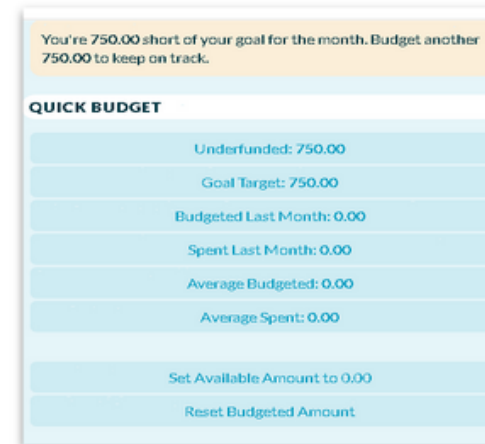 You're 750.00 short of your goal for the month. Budget another
750.00 to keep on track.
QUICK BUDGET
Underfunded: 750.00
Goal Target: 750.00
Budgeted Last Month: 0.00
Spent Last Month: 0.00
Average Budgeted: 0.00
Average Spent: 0.00
Set Available Amount to 0.00
Reset Budgeted Amount